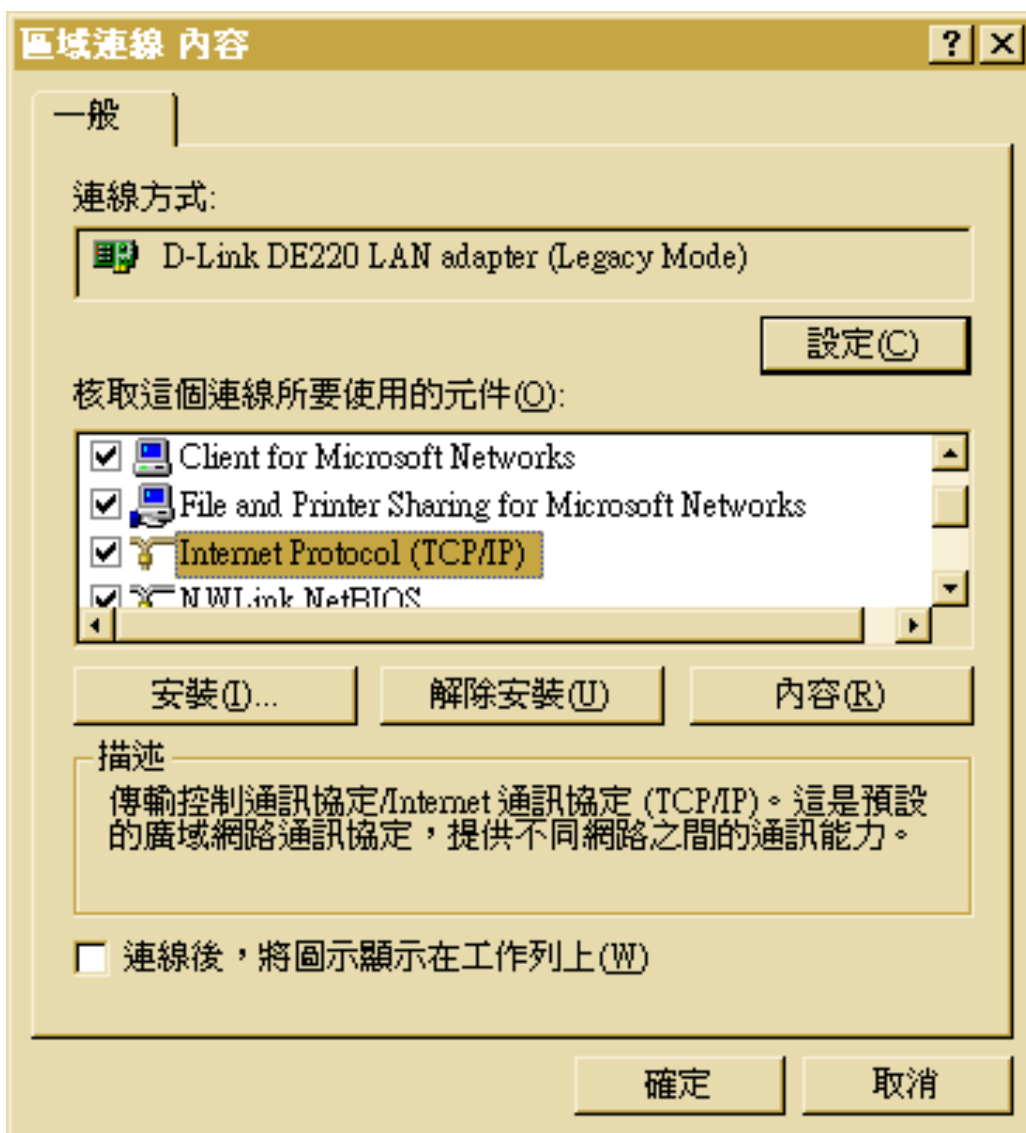 區域連線 內容
一般
連線方式:
D-Link DE220 LAN adapter (Legacy Mode)
設定(C)
核取這個連線所要使用的元件(O):
Client for Microsoft Networks
File and Printer Sharing for Microsoft Networks
Internet Protocol (TCP/IP)
NWLink NetBIOS
安裝(I)...
解除安裝(U)
內容(R)
描述
傳輸控制通訊協定/Internet 通訊協定 (TCP/IP)。這是預設
的廣域網路通訊協定，提供不同網路之間的通訊能力。
連線後，將圖示顯示在工作列上(W)
確定
取消